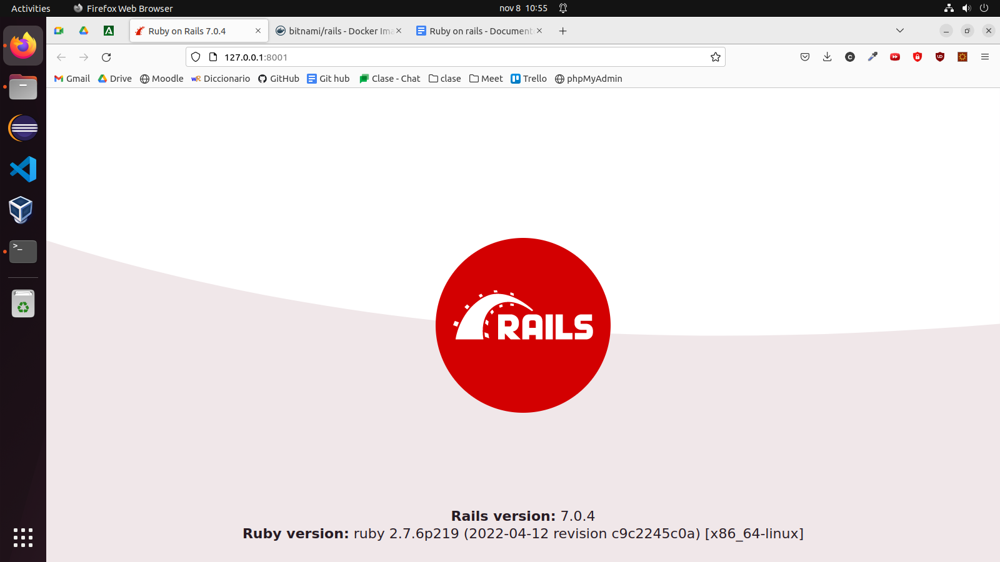 Activities Firefox Web Browser nov 8 10:55
Ruby on Rails 7.0.4 bitnami/rails - Docker Ima Ruby on rails - Document
127.0.0.1:8001
Gmail Drive Moodle WR Diccionario GitHub Git hub Clase - Chat clase Meet Trello phpMyAdmin
>_
RAILS
Rails version: 7.0.4
Ruby version: ruby 2.7.6p219 (2022-04-12 revision c9c2245c0a) [x86_64-linux]